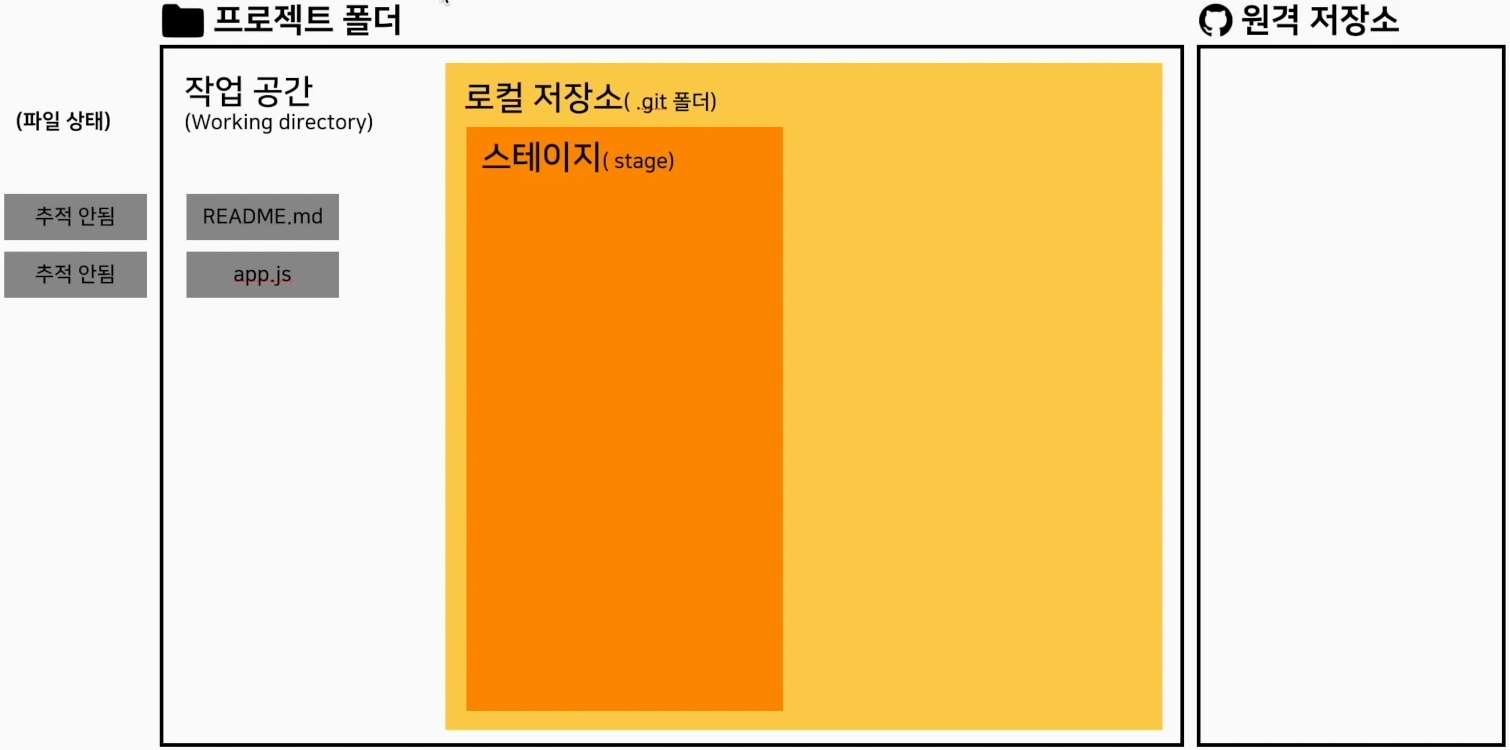 프로젝트 폴더
원격 저장소
(파일 상태)
작업 공간
(Working directory)
로컬 저장소( .git 폴더)
스테이지( stage)
추적 안됨
README.md
추적 안됨
app.js